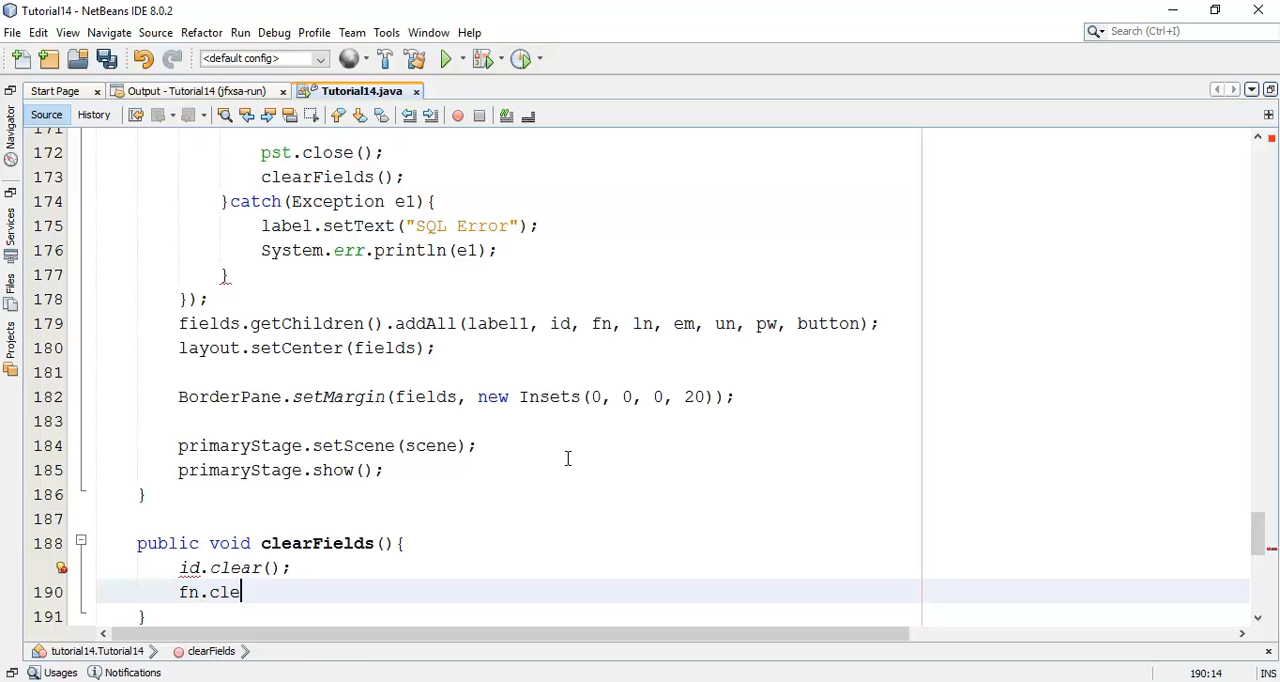 Tutorial14 - NetBeans IDE 8.0.2
File Edit View Navigate Source Refactor Run Debug Profile Team Tools Window Help
Search (Ctrl+I)
<default config>
Start Page Output - Tutorial14 (jfxsa-run) Tutorial14.java
Source History
Navigator
Services
Files
Projects
171
172 pst.close();
173 clearFields();
174 }catch(Exception e1){
175 label.setText("SQL Error");
176 System.err.println(e1);
177 }
178 });
179 fields.getChildren().addAll(label1, id, fn, ln, em, un, pw, button);
180 layout.setCenter(fields);
181
182 BorderPane.setMargin(fields, new Insets(0, 0, 0, 20));
183
184 primaryStage.setScene(scene);
185 primaryStage.show();
186 }
187
188 public void clearFields(){
id.clear();
190 fn.cle
191 }
tutorial14.Tutorial14 clearFields
Usages Notifications 190:14 INS